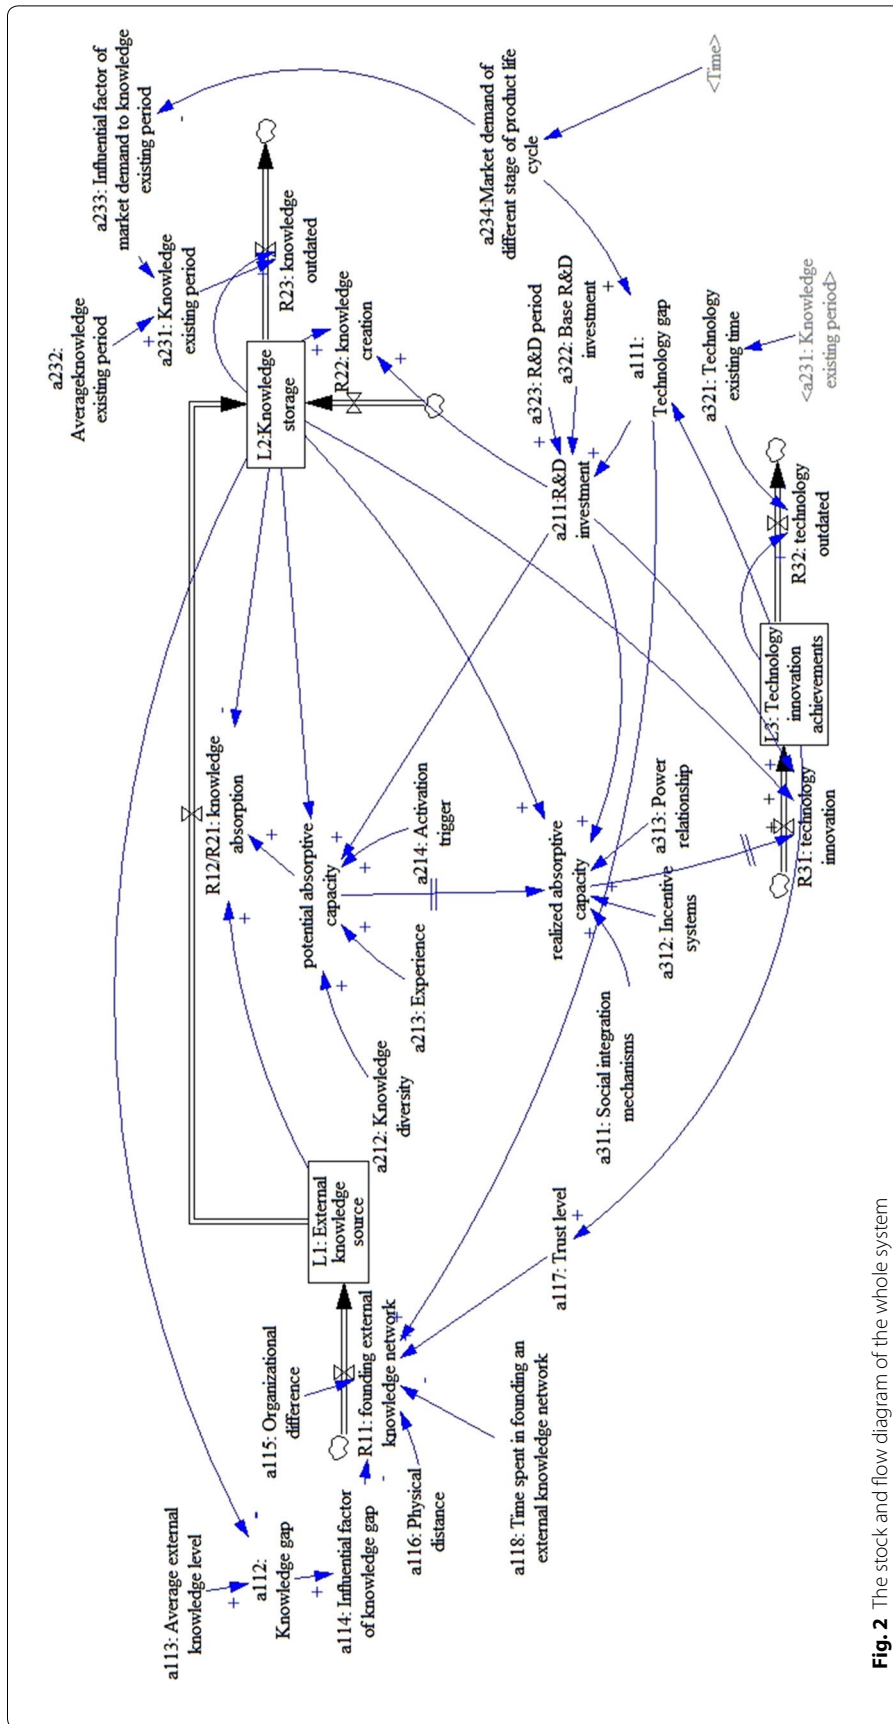 a113: Average external
knowledge level
a112:
Knowledge gap
a114: Influential factor
of knowledge gap
a115: Organizational
difference
R11: founding external
knowledge network
a116: Physical
distance
a118: Time spent in founding an
external knowledge network
a117: Trust level
L1: External
knowledge
source
R12/R21: knowledge
absorption
potential absorptive
capacity
a212: Knowledge
diversity
a213: Experience
a214: Activation
trigger
realized absorptive
capacity
a311: Social integration
mechanisms
a312: Incentive
systems
a313: Power
relationship
R31: technology
innovation
L3: Technology
innovation
achievements
R32: technology
outdated
a321: Technology
existing time
<a231: Knowledge
existing period>
a111:
Technology gap
a211:R&D
investment
a323: R&D period
a322: Base R&D
investment
L2:Knowledge
storage
R22: knowledge
creation
R23: knowledge
outdated
a231: Knowledge
existing period
a232:
Averageknowledge
existing period
a233: Influential factor of
market demand to knowledge
existing period
a234:Market demand of
different stage of product life
cycle
<Time>
Fig. 2 The stock and flow diagram of the whole system